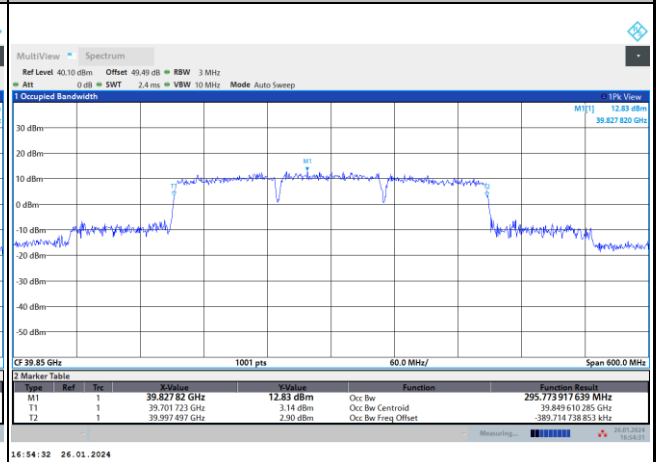 MultiView Spectrum
Ref Level 40.10 dBm Offset 49.49 dB RBW 3 MHz
Att 0 dB SWT 2.4 ms VBW 10 MHz Mode Auto Sweep
1 Occupied Bandwidth 1Pk View
M1[1] 12.83 dBm
39.827 820 GHz
30 dBm
20 dBm
M1
10 dBm
T1 T2
0 dBm
-10 dBm
-20 dBm
-30 dBm
-40 dBm
-50 dBm
CF 39.85 GHz 1001 pts 60.0 MHz/ Span 600.0 MHz
2 Marker Table
Type Ref Trc X-Value Y-Value Function Function Result
M1 1 39.827 82 GHz 12.83 dBm Occ Bw 295.773 917 639 MHz
T1 1 39.701 723 GHz 3.14 dBm Occ Bw Centroid 39.849 610 285 GHz
T2 1 39.997 497 GHz 2.90 dBm Occ Bw Freq Offset -389.714 738 853 kHz
Measuring... 26.01.2024
16:54:31
16:54:32 26.01.2024